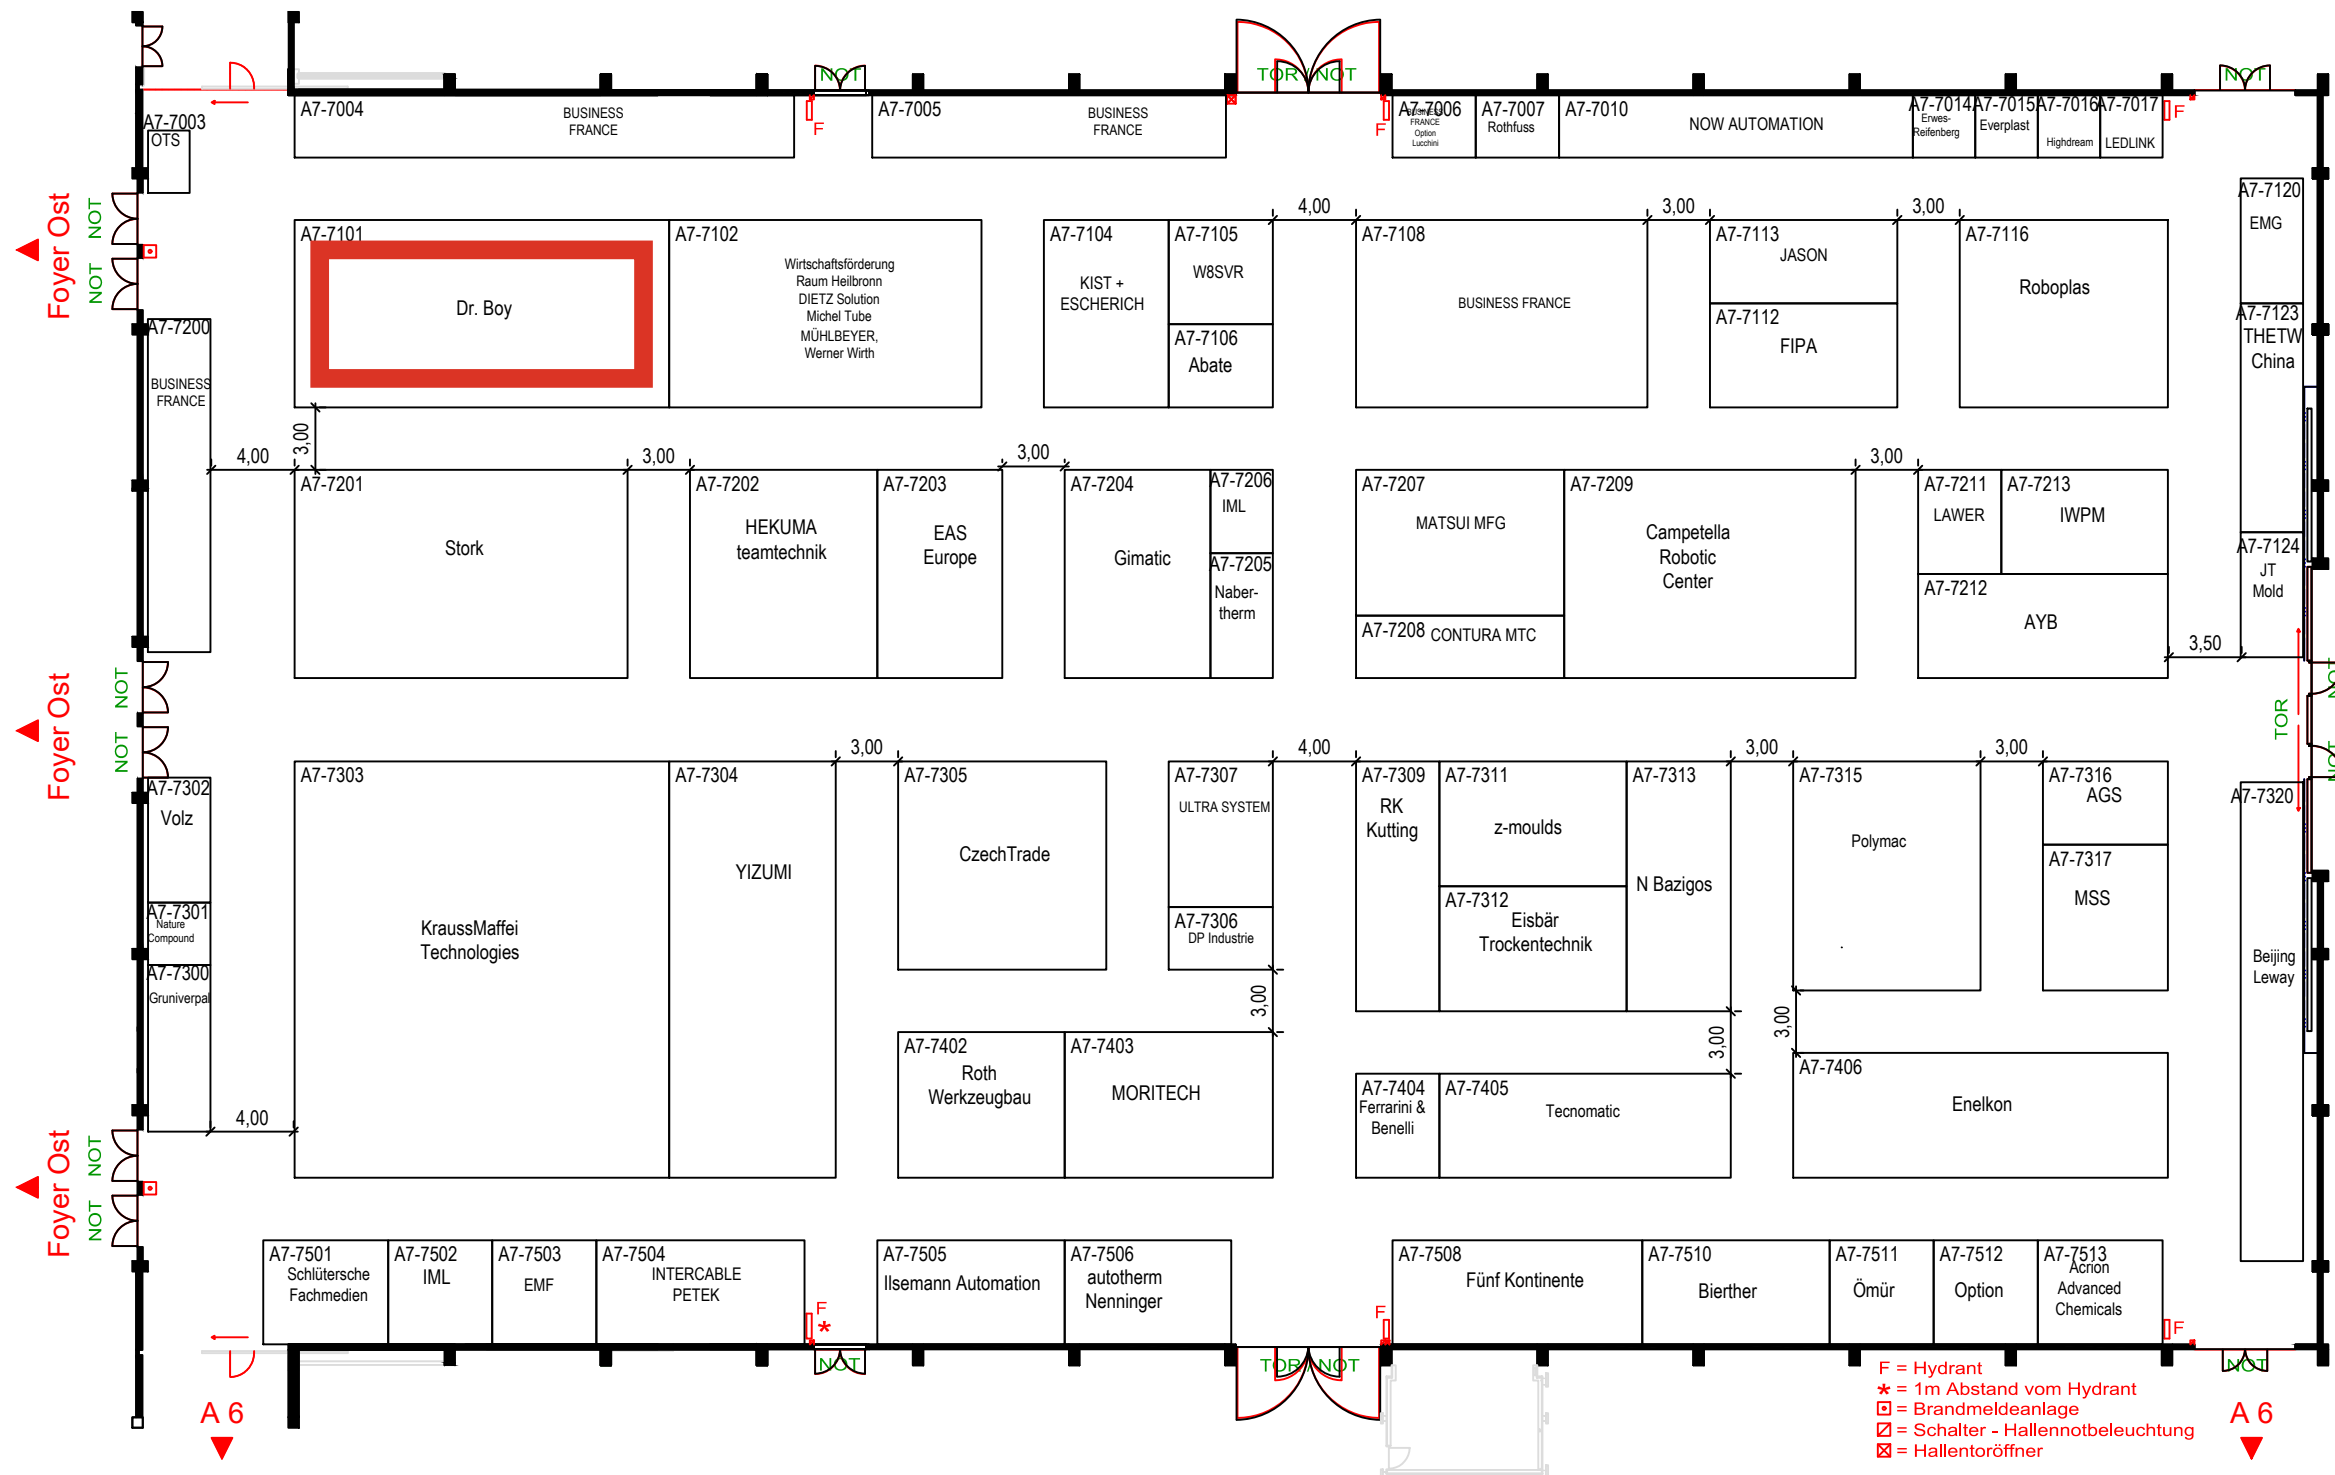 NOT
TOR / NOT
NOT
A7-7003
OTS
A7-7004
BUSINESS
FRANCE
F
A7-7005
BUSINESS
FRANCE
F
A7-7006
BUSINESS
FRANCE
Option
Lucchini
A7-7007
Rothfuss
A7-7010
NOW AUTOMATION
A7-7014
Erwes-
Reifenberg
A7-7015
Everplast
A7-7016
Highdream
A7-7017
LEDLINK
F
Foyer Ost
NOT
NOT
A7-7101
Dr. Boy
A7-7102
Wirtschaftsförderung
Raum Heilbronn
DIETZ Solution
Michel Tube
MÜHLBEYER,
Werner Wirth
A7-7104
KIST +
ESCHERICH
A7-7105
W8SVR
A7-7106
Abate
4,00
A7-7108
BUSINESS FRANCE
3,00
A7-7113
JASON
A7-7112
FIPA
3,00
A7-7116
Roboplas
A7-7120
EMG
A7-7123
THETW
China
A7-7124
JT
Mold
A7-7200
BUSINESS
FRANCE
4,00
3,00
A7-7201
Stork
3,00
A7-7202
HEKUMA
teamtechnik
A7-7203
EAS
Europe
3,00
A7-7204
Gimatic
A7-7206
IML
A7-7205
Naber-
therm
A7-7207
MATSUI MFG
A7-7208 CONTURA MTC
A7-7209
Campetella
Robotic
Center
3,00
A7-7211
LAWER
A7-7213
IWPM
A7-7212
AYB
3,50
Foyer Ost
NOT
NOT
TOR
NOT
NOT
A7-7302
Volz
A7-7301
Nature
Compound
A7-7300
Gruniverpal
4,00
A7-7303
KraussMaffei
Technologies
A7-7304
YIZUMI
3,00
A7-7305
CzechTrade
A7-7307
ULTRA SYSTEM
A7-7306
DP Industrie
4,00
3,00
A7-7309
RK
Kutting
A7-7311
z-moulds
A7-7312
Eisbär
Trockentechnik
A7-7313
N Bazigos
3,00
3,00
A7-7315
Polymac
3,00
3,00
A7-7316
AGS
A7-7317
MSS
A7-7320
Beijing
Leway
A7-7402
Roth
Werkzeugbau
A7-7403
MORITECH
A7-7404
Ferrarini &
Benelli
A7-7405
Tecnomatic
A7-7406
Enelkon
Foyer Ost
NOT
NOT
A7-7501
Schlütersche
Fachmedien
A7-7502
IML
A7-7503
EMF
A7-7504
INTERCABLE
PETEK
F
*
A7-7505
Ilsemann Automation
A7-7506
autotherm
Nenninger
F
A7-7508
Fünf Kontinente
A7-7510
Bierther
A7-7511
Ömür
A7-7512
Option
A7-7513
Acrion
Advanced
Chemicals
F
NOT
TOR / NOT
NOT
F = Hydrant
* = 1m Abstand vom Hydrant
= Brandmeldeanlage
= Schalter - Hallennotbeleuchtung
= Hallentoröffner
A 6
A 6